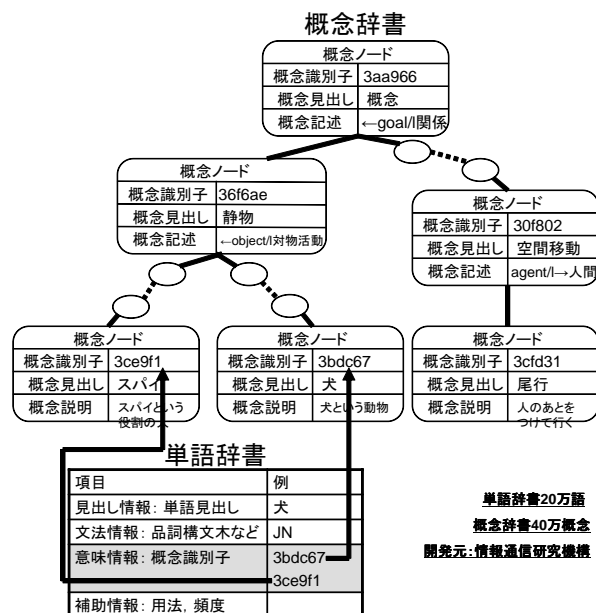 概念辞書
概念ノード
概念識別子 3aa966
概念見出し 概念
概念記述 ←goal/l関係
概念ノード
概念識別子 36f6ae
概念見出し 静物
概念記述 ←object/l対物活動
概念ノード
概念識別子 30f802
概念見出し 空間移動
概念記述 agent/l→人間
概念ノード
概念識別子 3ce9f1
概念見出し スパイ
概念説明 スパイという
役割の人
概念ノード
概念識別子 3bdc67
概念見出し 犬
概念説明 犬という動物
概念ノード
概念識別子 3cfd31
概念見出し 尾行
概念説明 人のあとを
つけて行く
単語辞書
項目 例
見出し情報: 単語見出し 犬
文法情報: 品詞構文木など JN
意味情報: 概念識別子 3bdc67
3ce9f1
補助情報: 用法, 頻度
単語辞書20万語
概念辞書40万概念
開発元:情報通信研究機構